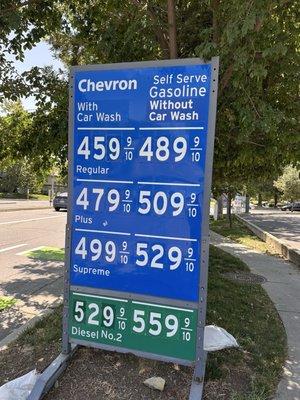 Chevron
Self Serve
Gasoline
With
Car Wash
Without
Car Wash
459 9/10 489 9/10
Regular
479 9/10 509 9/10
Plus
499 9/10 529 9/10
Supreme
529 9/10 559 9/10
Diesel No.2